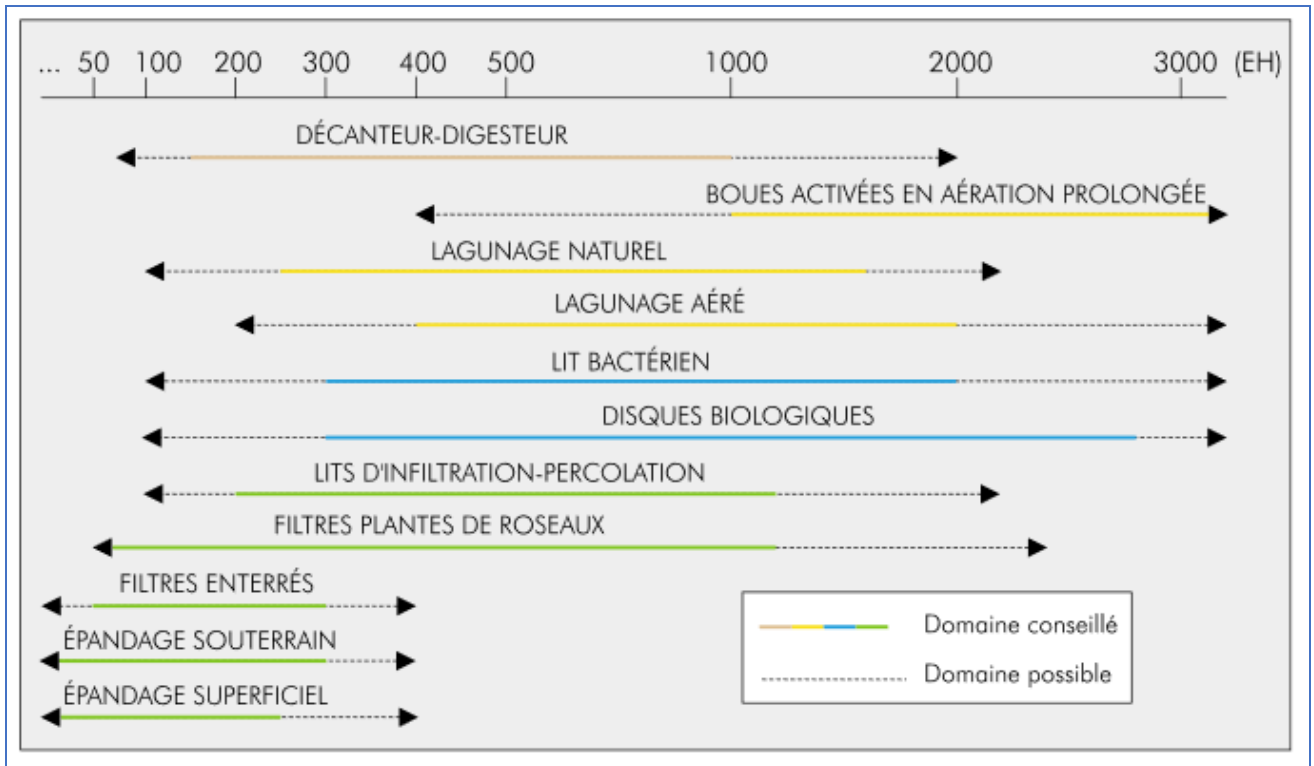 ... 50 100 200 300 400 500 1000 2000 3000 (EH)
DÉCANTEUR-DIGESTEUR
BOUES ACTIVÉES EN AÉRATION PROLONGÉE
LAGUNAGE NATUREL
LAGUNAGE AÉRÉ
LIT BACTÉRIEN
DISQUES BIOLOGIQUES
LITS D'INFILTRATION-PERCOLATION
FILTRES PLANTES DE ROSEAUX
FILTRES ENTERRÉS
ÉPANDAGE SOUTERRAIN
ÉPANDAGE SUPERFICIEL
Domaine conseillé
Domaine possible